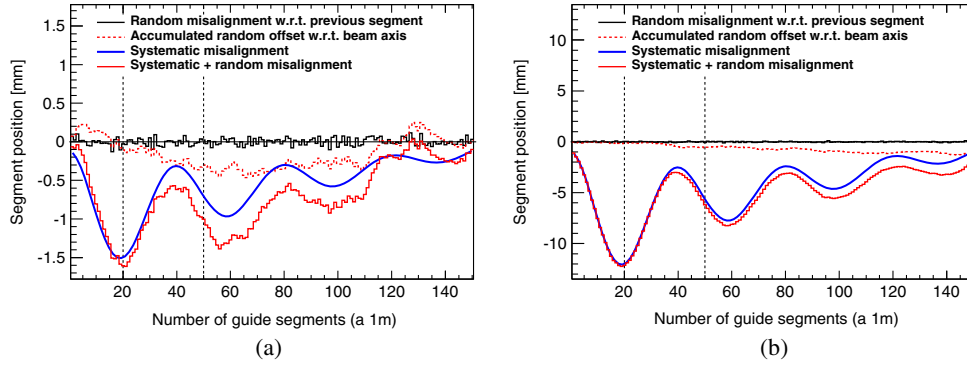 Random misalignment w.r.t. previous segment
Accumulated random offset w.r.t. beam axis
Systematic misalignment
Systematic + random misalignment
Segment position [mm]
1.5
1
0.5
0
-0.5
-1
-1.5
20 40 60 80 100 120 140
Number of guide segments (a 1m)
(a)
Random misalignment w.r.t. previous segment
Accumulated random offset w.r.t. beam axis
Systematic misalignment
Systematic + random misalignment
Segment position [mm]
10
5
0
-5
-10
20 40 60 80 100 120 140
Number of guide segments (a 1m)
(b)